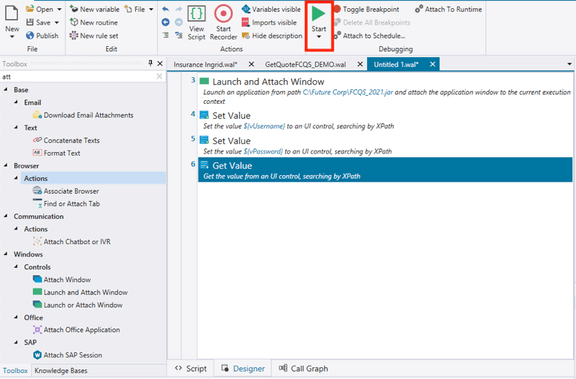 New
Open
Save
Publish
File
New variable
File
New routine
New rule set
Edit
View
Script
Start
Recorder
Variables visible
Imports visible
Hide description
Actions
Start
Toggle Breakpoint
Delete All Breakpoints
Attach to Schedule...
Attach To Runtime
Debugging
Toolbox
att
Base
Email
Download Email Attachments
Text
Concatenate Texts
Format Text
Browser
Actions
Associate Browser
Find or Attach Tab
Communication
Actions
Attach Chatbot or IVR
Windows
Controls
Attach Window
Launch and Attach Window
Launch or Attach Window
Office
Attach Office Application
SAP
Attach SAP Session
Toolbox
Knowledge Bases
Insurance Ingrid.wal*
GetQuoteFCQS_DEMO.wal
Untitled 1.wal*
3 Launch and Attach Window
Launch an application from path C:\Future Corp\FCQS_2021.jar and attach the application window to the current execution
context
4 Set Value
Set the value ${vUsername} to an UI control, searching by XPath
5 Set Value
Set the value ${vPassword} to an UI control, searching by XPath
6 Get Value
Get the value from an UI control, searching by XPath
Script
Designer
Call Graph